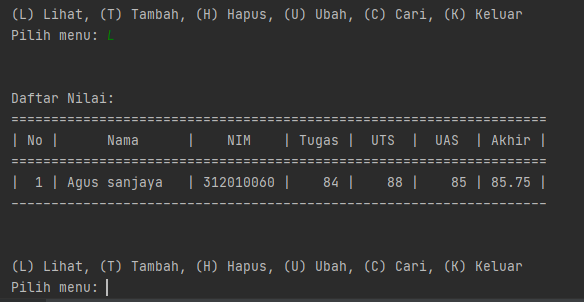 (L) Lihat, (T) Tambah, (H) Hapus, (U) Ubah, (C) Cari, (K) Keluar
Pilih menu: L
Daftar Nilai:
===================================================================
| No |      Nama      |    NIM    | Tugas |  UTS  |  UAS  | Akhir |
===================================================================
|  1 | Agus sanjaya   | 312010060 |    84 |    88 |    85 | 85.75 |
-------------------------------------------------------------------
(L) Lihat, (T) Tambah, (H) Hapus, (U) Ubah, (C) Cari, (K) Keluar
Pilih menu: